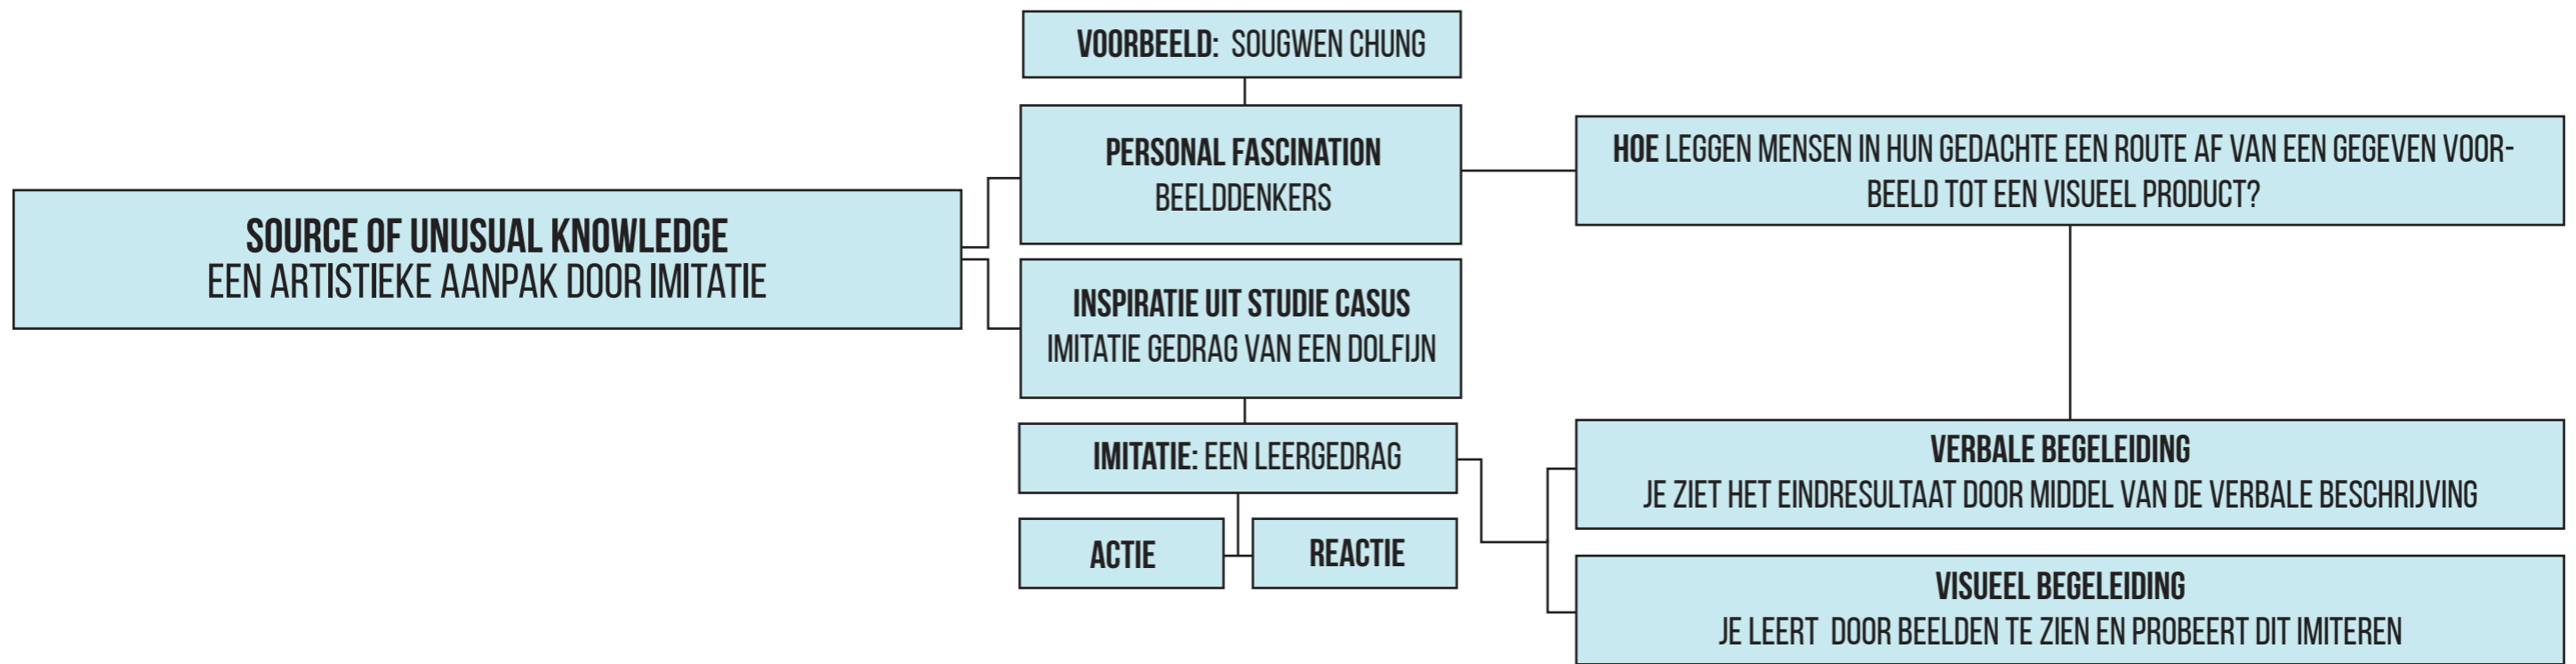 VOORBEELD: SOUGWEN CHUNG
PERSONAL FASCINATION
BEELDDENKERS
HOE LEGGEN MENSEN IN HUN GEDACHTE EEN ROUTE AF VAN EEN GEGEVEN VOOR-
BEELD TOT EEN VISUEEL PRODUCT?
SOURCE OF UNUSUAL KNOWLEDGE
EEN ARTISTIEKE AANPAK DOOR IMITATIE
INSPIRATIE UIT STUDIE CASUS
IMITATIE GEDRAG VAN EEN DOLFIJN
IMITATIE: EEN LEERGEDRAG
ACTIE
REACTIE
VERBALE BEGELEIDING
JE ZIET HET EINDRESULTAAT DOOR MIDDEL VAN DE VERBALE BESCHRIJVING
VISUEEL BEGELEIDING
JE LEERT DOOR BEELDEN TE ZIEN EN PROBEERT DIT IMITEREN